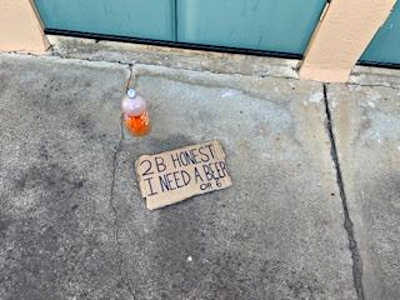 2B HONEST
I NEED A BEER
OR 6